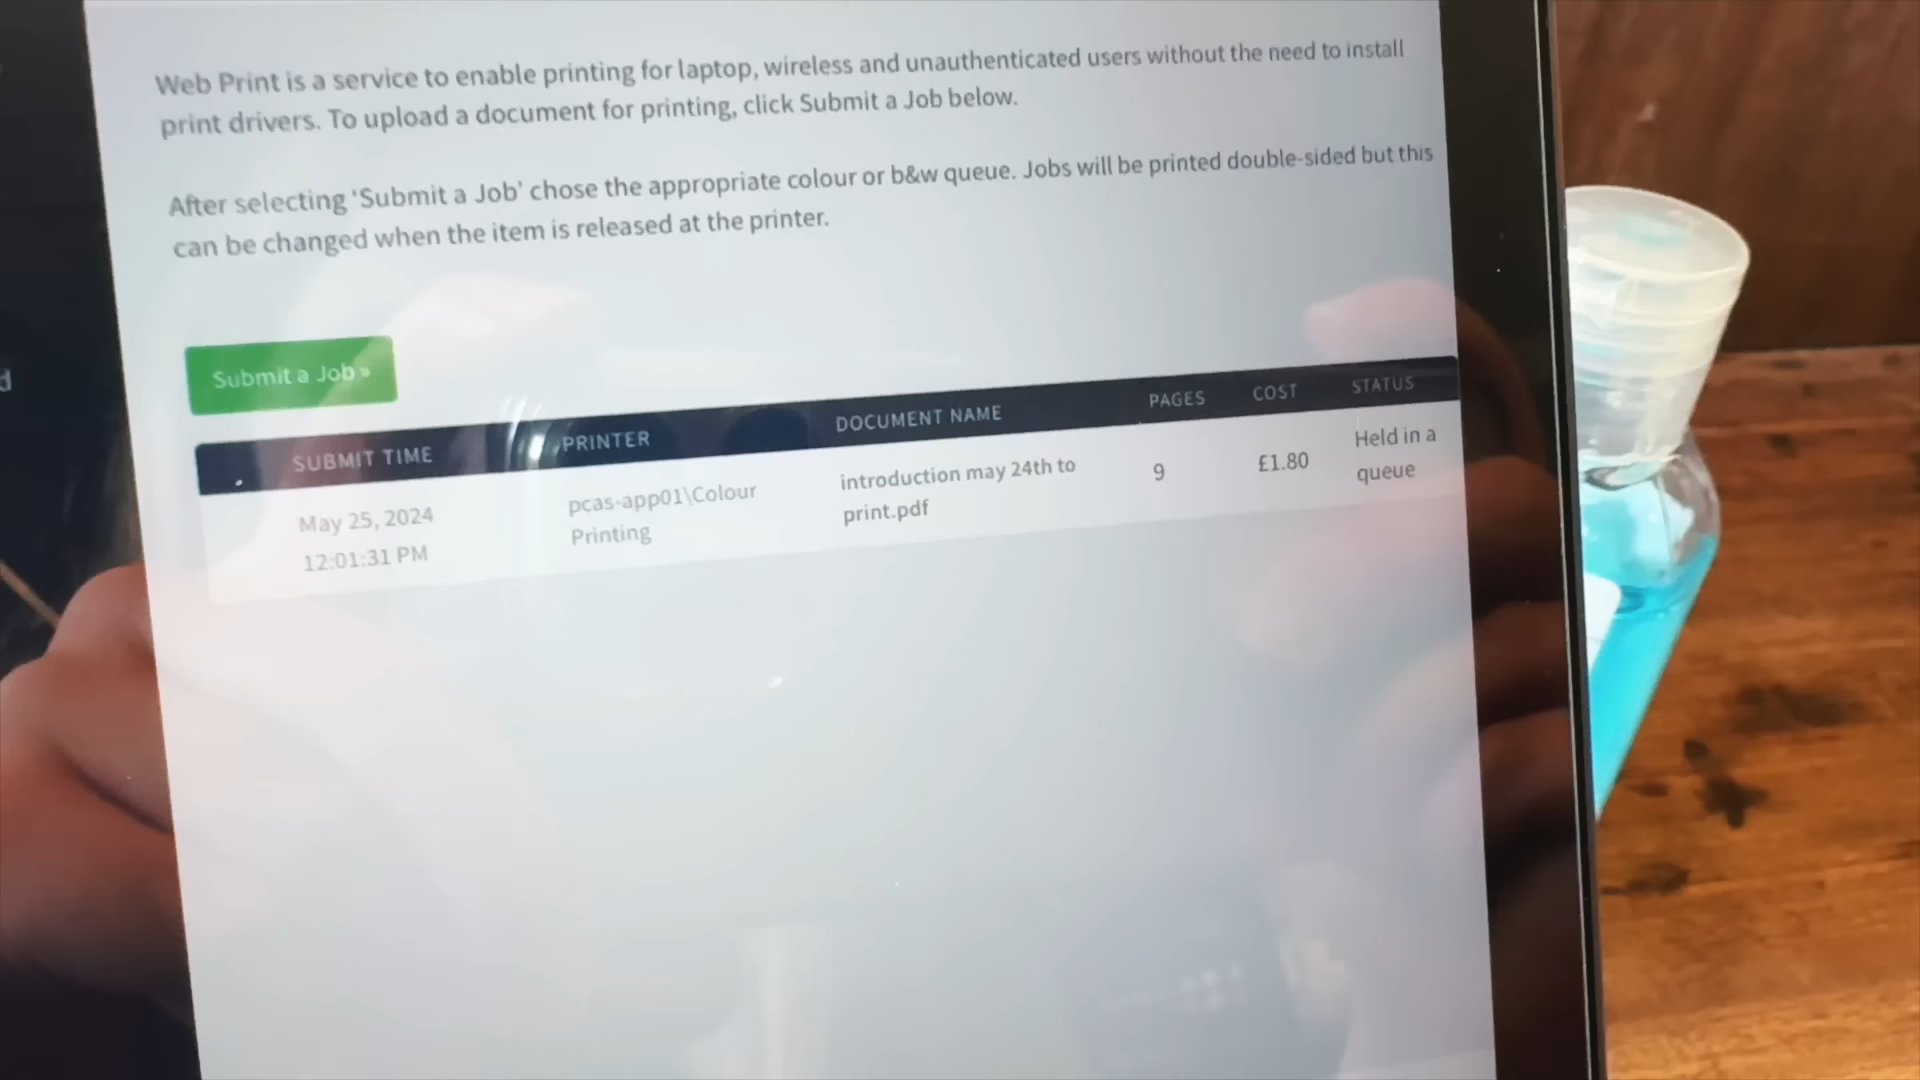 Web Print is a service to enable printing for laptop, wireless and unauthenticated users without the need to install
print drivers. To upload a document for printing, click Submit a Job below.
After selecting ‘Submit a Job’ chose the appropriate colour or b&w queue. Jobs will be printed double-sided but this
can be changed when the item is released at the printer.
d
Submit a Job »
SUBMIT TIME PRINTER DOCUMENT NAME PAGES COST STATUS
May 25, 2024 pcas-app01\Colour introduction may 24th to 9 £1.80 Held in a
12:01:31 PM Printing print.pdf queue